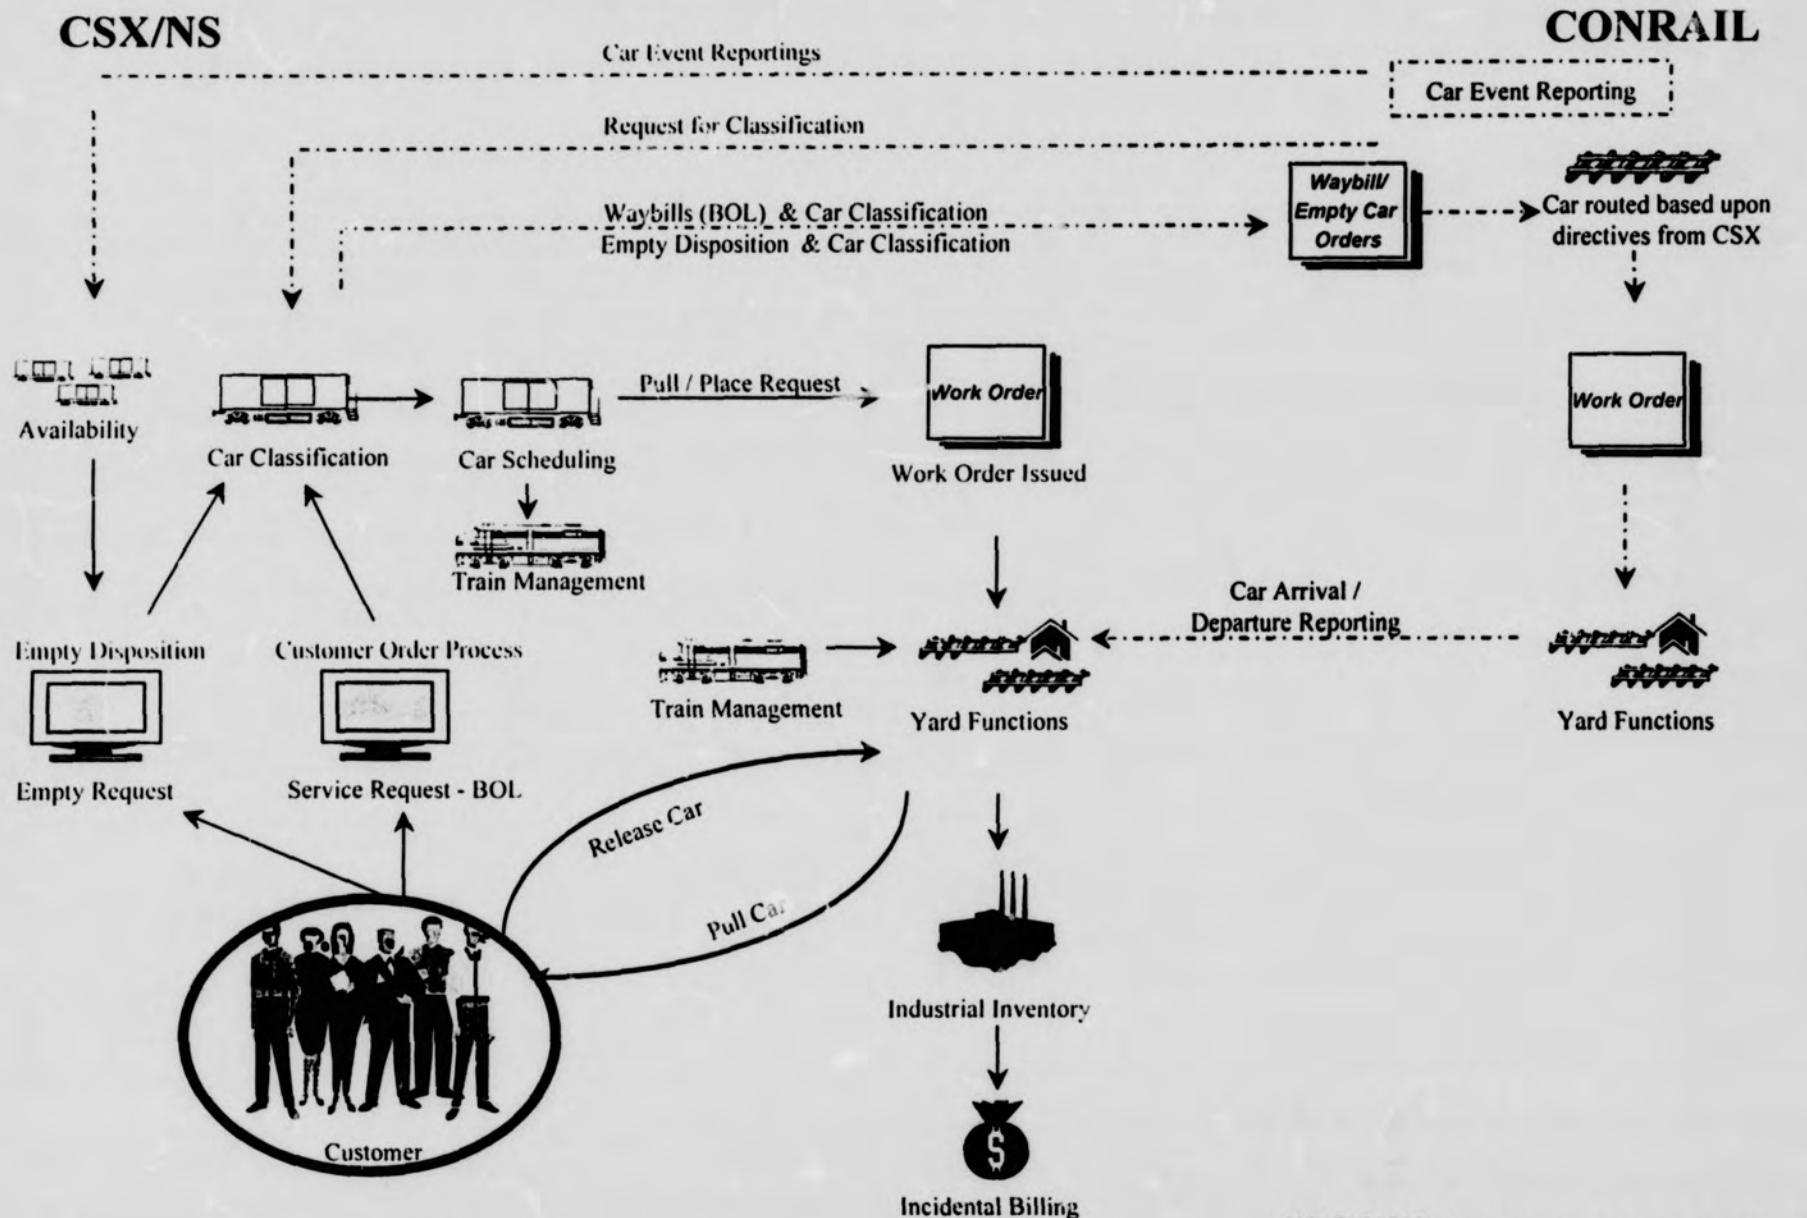 CSX/NS
CONRAIL
Car Event Reportings
Car Event Reporting
Request for Classification
Waybill/
Empty Car
Orders
Waybills (BOL) & Car Classification
Empty Disposition & Car Classification
Car routed based upon
directives from CSX
Availability
Car Classification
Car Scheduling
Pull / Place Request
Work Order
Work Order Issued
Work Order
Train Management
Car Arrival /
Departure Reporting
Empty Disposition
Customer Order Process
Train Management
Yard Functions
Yard Functions
Empty Request
Service Request - BOL
Release Car
Pull Car
Industrial Inventory
$
Customer
Incidental Billing